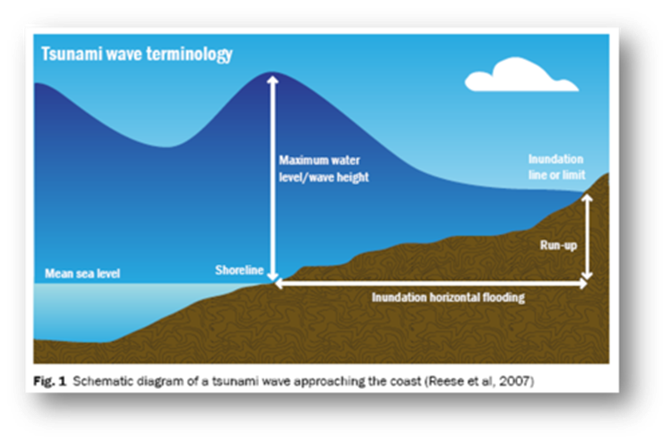 Tsunami wave terminology
Maximum water
level/wave height
Inundation
line or limit
Run-up
Mean sea level
Shoreline
Inundation horizontal flooding
Fig. 1 Schematic diagram of a tsunami wave approaching the coast (Reese et al, 2007)